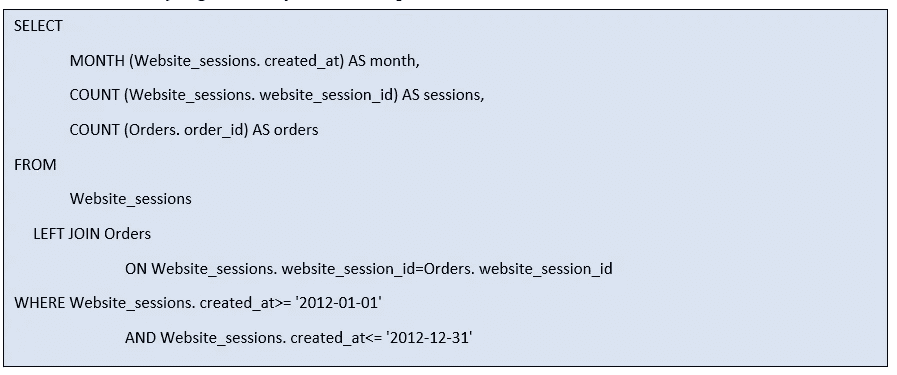 SELECT
MONTH (Website_sessions. created_at) AS month,
COUNT (Website_sessions. website_session_id) AS sessions,
COUNT (Orders. order_id) AS orders
FROM
Website_sessions
LEFT JOIN Orders
ON Website_sessions. website_session_id=Orders. website_session_id
WHERE Website_sessions. created_at>= '2012-01-01'
AND Website_sessions. created_at<= '2012-12-31'